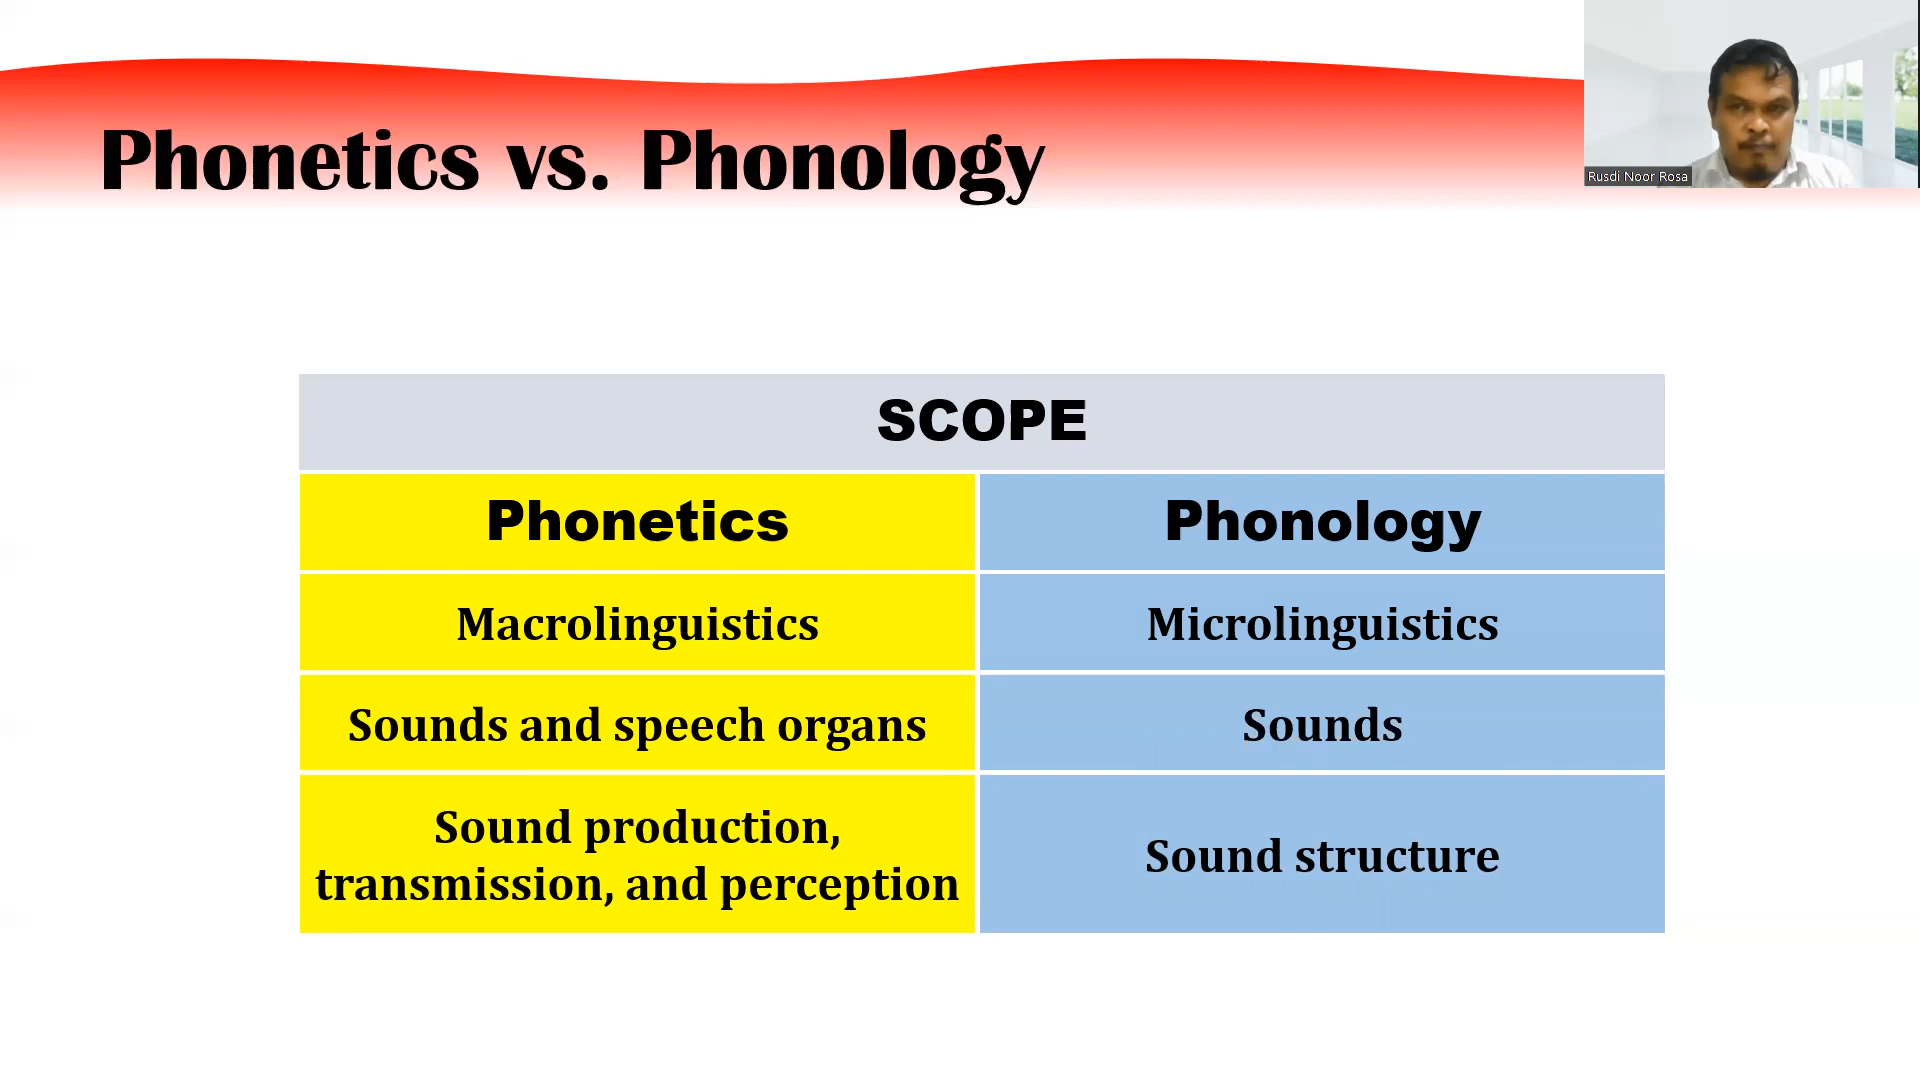 Phonetics vs. Phonology
Rusdi Noor Rosa
SCOPE
Phonetics
Phonology
Macrolinguistics
Microlinguistics
Sounds and speech organs
Sounds
Sound production,
transmission, and perception
Sound structure